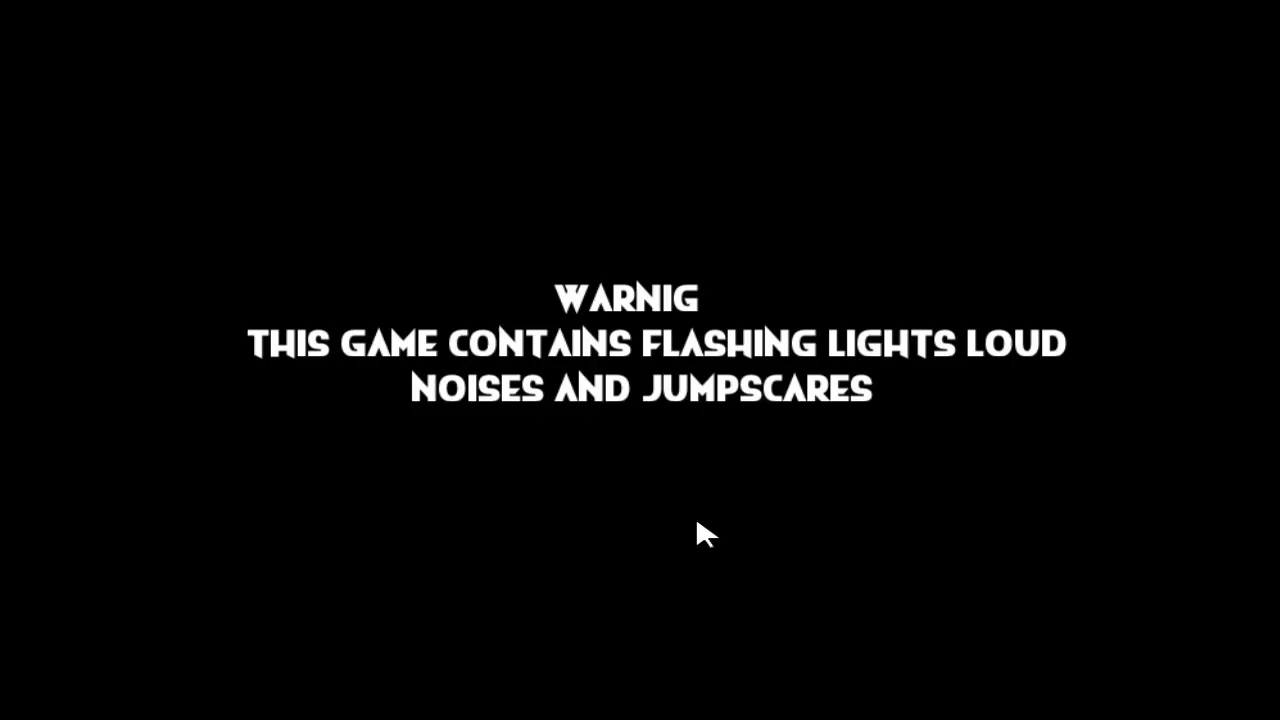 WARNIG
THIS GAME CONTAINS FLASHING LIGHTS LOUD
NOISES AND JUMPSCARES